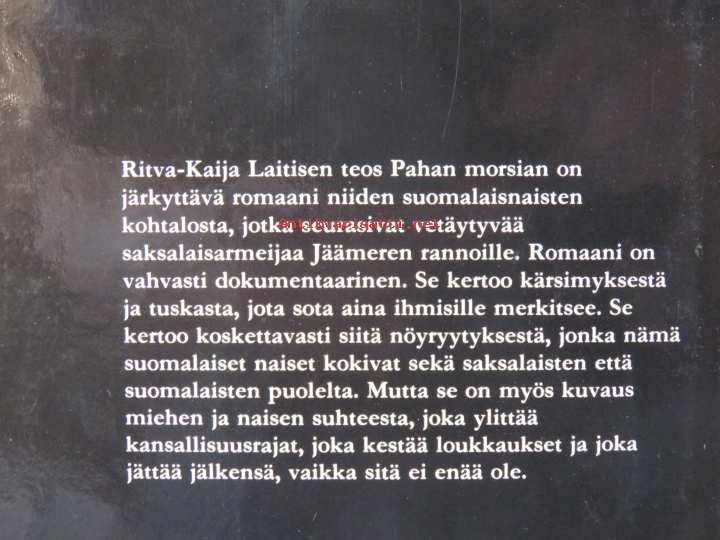 Ritva-Kaija Laitisen teos Pahan morsian on
järkyttävä romaani niiden suomalaisnaisten
kohtalosta, jotka seurasivat vetäytyvää
saksalaisarmeijaa Jäämeren rannoille. Romaani on
vahvasti dokumentaarinen. Se kertoo kärsimyksestä
ja tuskasta, jota sota aina ihmisille merkitsee. Se
kertoo koskettavasti siitä nöyryytyksestä, jonka nämä
suomalaiset naiset kokivat sekä saksalaisten että
suomalaisten puolelta. Mutta se on myös kuvaus
miehen ja naisen suhteesta, joka ylittää
kansallisuusrajat, joka kestää loukkaukset ja joka
jättää jälkensä, vaikka sitä ei enää ole.